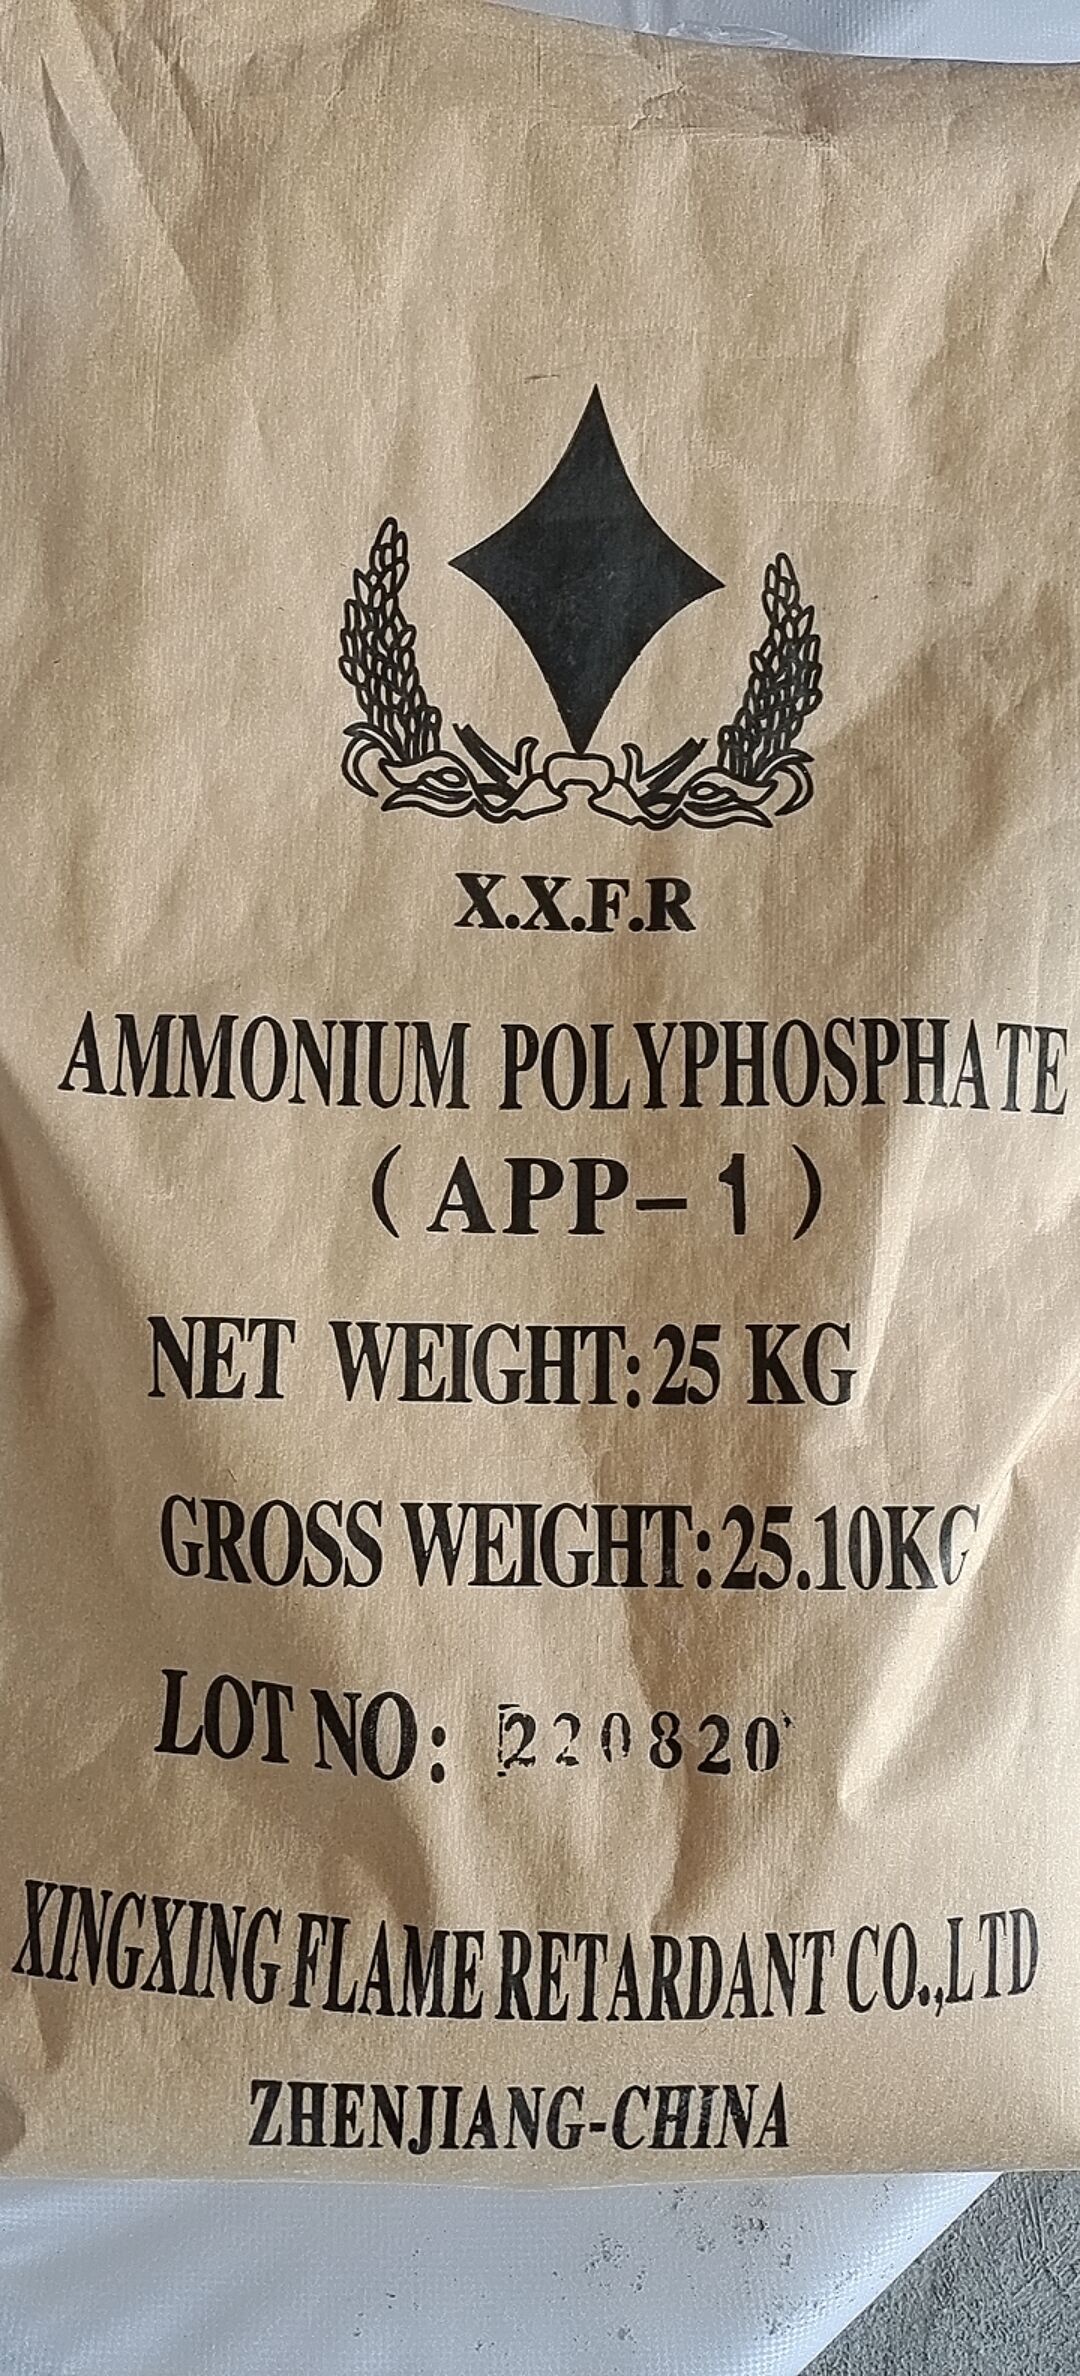 X.X.F.R
AMMONIUM POLYPHOSPHATE
(APP-1)
NET WEIGHT:25 KG
GROSS WEIGHT:25.10KG
LOT NO: 220820
XINGXING FLAME RETARDANT CO.,LTD
ZHENJIANG-CHINA